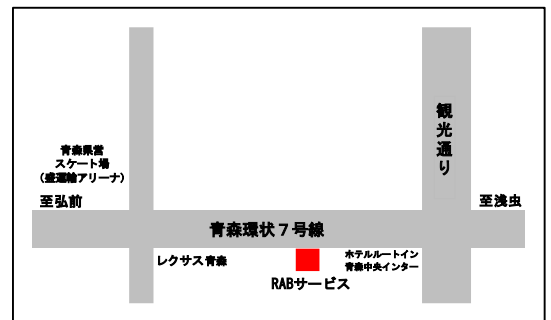 観光通り
青森県営
スケート場
(盛運輸アリーナ)
至弘前
至浅虫
青森環状7号線
レクサス青森
ホテルルートイン
青森中央インター
RABサービス